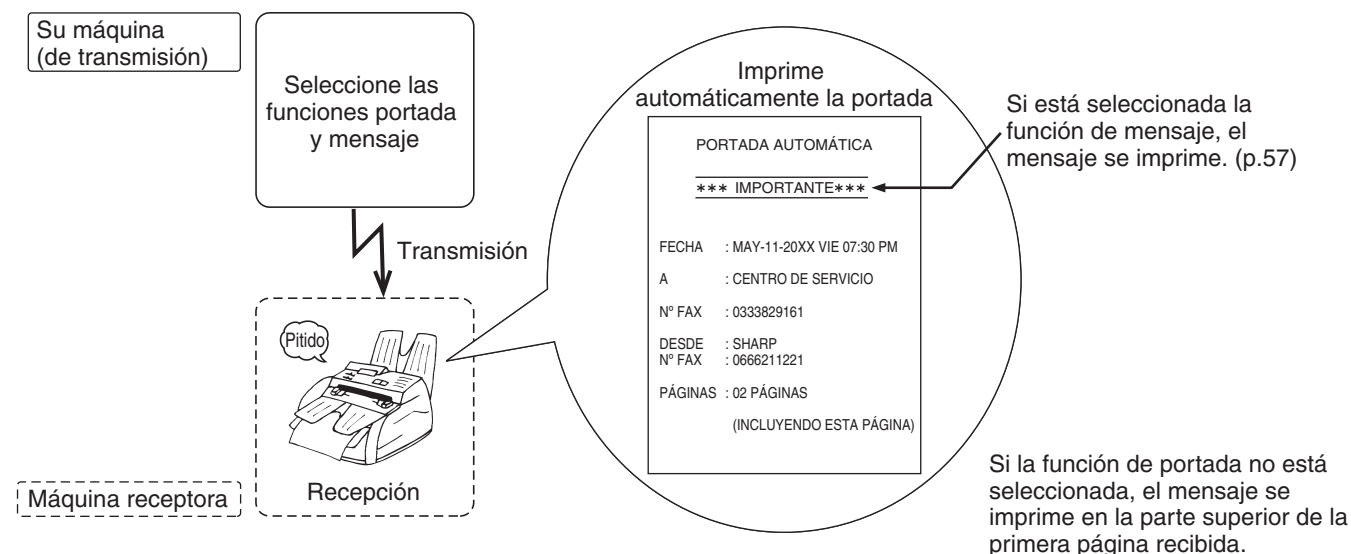 Su máquina
(de transmisión)
Seleccione las
funciones portada
y mensaje
Transmisión
Pitido
Recepción
Máquina receptora
Imprime
automáticamente la portada
PORTADA AUTOMÁTICA
*** IMPORTANTE***
FECHA : MAY-11-20XX VIE 07:30 PM
A : CENTRO DE SERVICIO
Nº FAX : 0333829161
DESDE : SHARP
Nº FAX : 0666211221
PÁGINAS : 02 PÁGINAS
(INCLUYENDO ESTA PÁGINA)
Si está seleccionada la
función de mensaje, el
mensaje se imprime. (p.57)
Si la función de portada no está
seleccionada, el mensaje se
imprime en la parte superior de la
primera página recibida.